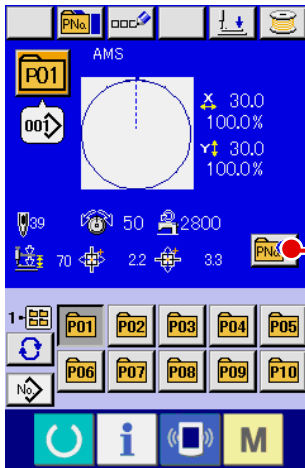 PNo.
AMS
P01
001
X 30.0
100.0%
Y 30.0
100.0%
39 50 2800
70 2.2 3.3
PNo.
1-
P01 P02 P03 P04 P05
No.
P06 P07 P08 P09 P10
i M